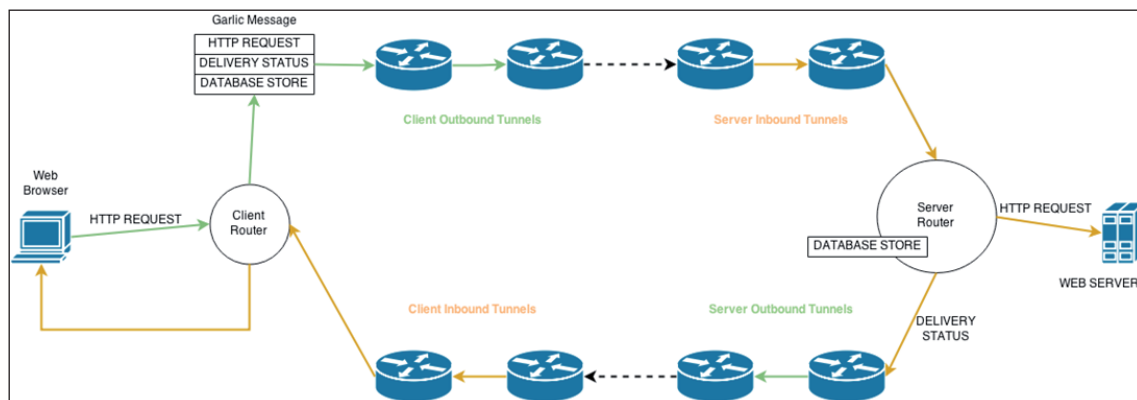 Garlic Message
HTTP REQUEST
DELIVERY STATUS
DATABASE STORE
Client Outbound Tunnels
Server Inbound Tunnels
Web
Browser
HTTP REQUEST
Client
Router
Server
Router
HTTP REQUEST
DATABASE STORE
WEB SERVER
Client Inbound Tunnels
Server Outbound Tunnels
DELIVERY
STATUS